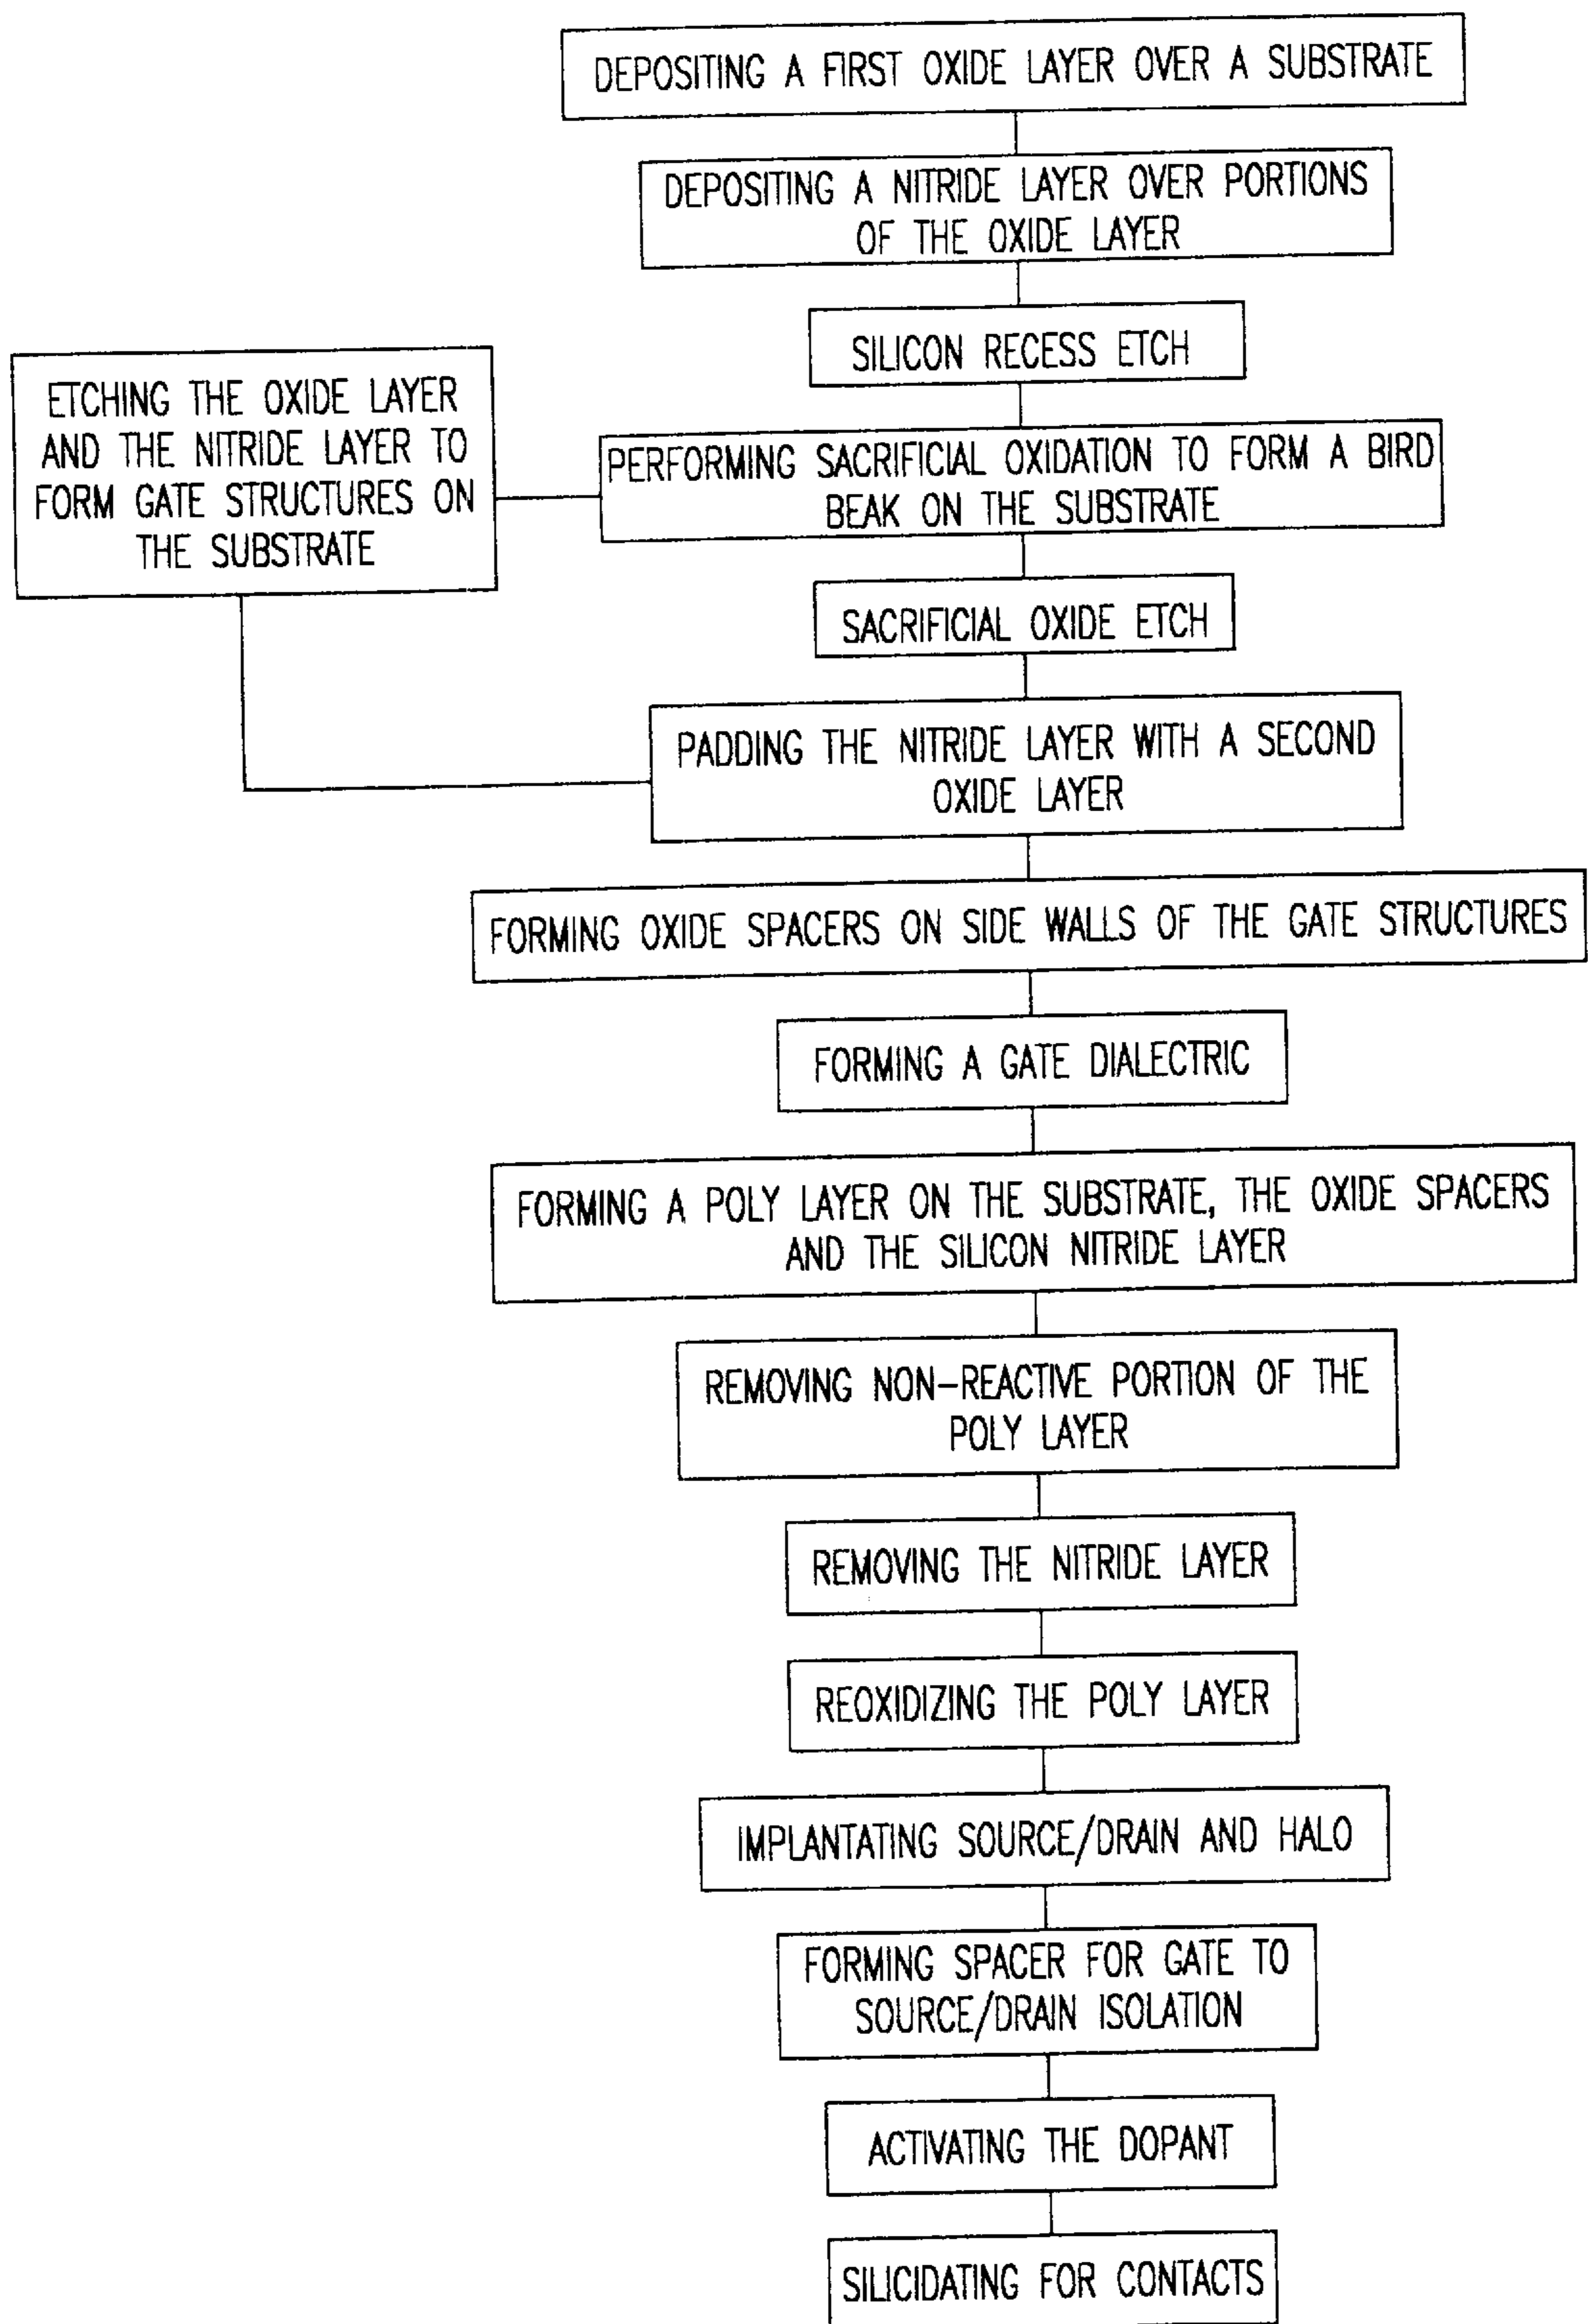 DEPOSITING A FIRST OXIDE LAYER OVER A SUBSTRATE
DEPOSITING A NITRIDE LAYER OVER PORTIONS
OF THE OXIDE LAYER
SILICON RECESS ETCH
ETCHING THE OXIDE LAYER
AND THE NITRIDE LAYER TO
FORM GATE STRUCTURES ON
THE SUBSTRATE
PERFORMING SACRIFICIAL OXIDATION TO FORM A BIRD
BEAK ON THE SUBSTRATE
SACRIFICIAL OXIDE ETCH
PADDING THE NITRIDE LAYER WITH A SECOND
OXIDE LAYER
FORMING OXIDE SPACERS ON SIDE WALLS OF THE GATE STRUCTURES
FORMING A GATE DIALECTRIC
FORMING A POLY LAYER ON THE SUBSTRATE, THE OXIDE SPACERS
AND THE SILICON NITRIDE LAYER
REMOVING NON-REACTIVE PORTION OF THE
POLY LAYER
REMOVING THE NITRIDE LAYER
REOXIDIZING THE POLY LAYER
IMPLANTATING SOURCE/DRAIN AND HALO
FORMING SPACER FOR GATE TO
SOURCE/DRAIN ISOLATION
ACTIVATING THE DOPANT
SILICIDATING FOR CONTACTS